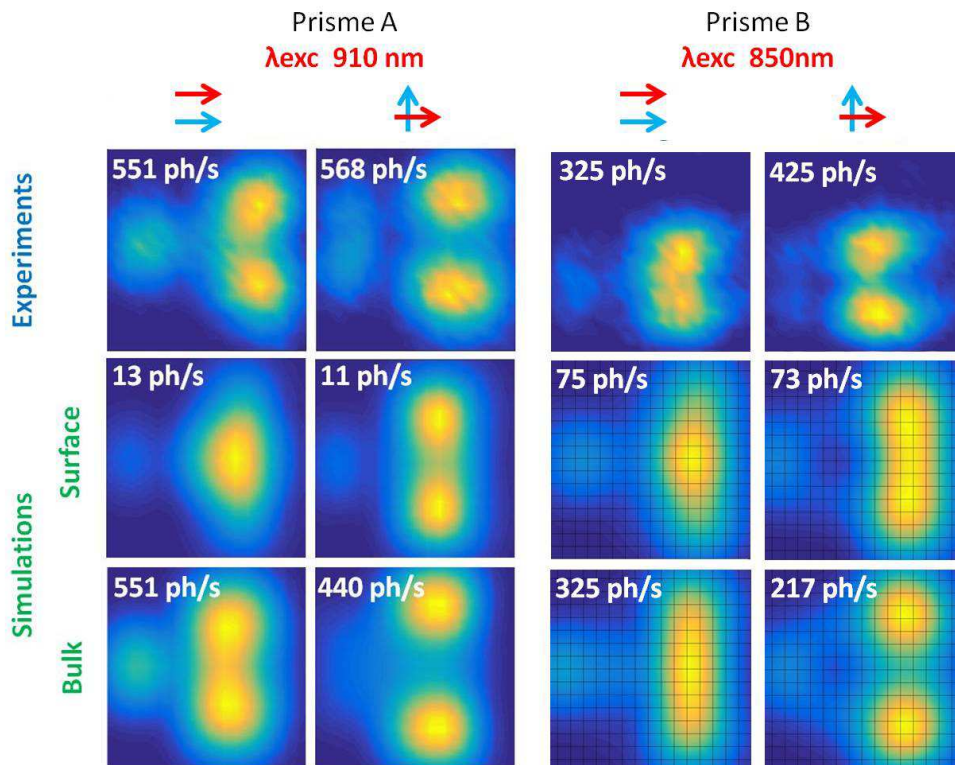 Prisme A
λexc 910 nm
Prisme B
λexc 850nm
Experiments
551 ph/s
568 ph/s
325 ph/s
425 ph/s
Simulations
Surface
13 ph/s
11 ph/s
75 ph/s
73 ph/s
Bulk
551 ph/s
440 ph/s
325 ph/s
217 ph/s